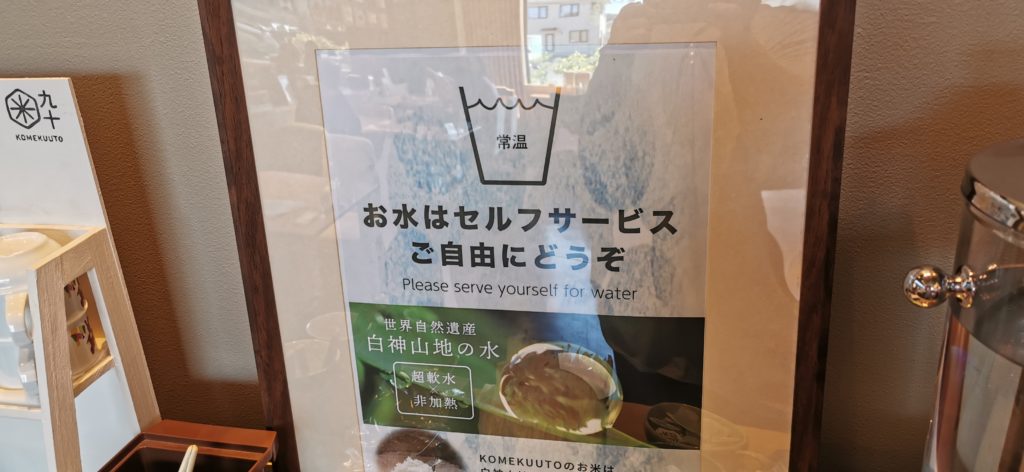 九十
KOMEKUUTO
常温
お水はセルフサービス
ご自由にどうぞ
Please serve yourself for water
世界自然遺産
白神山地の水
超軟水
×
非加熱
KOMEKUUTOのお米は